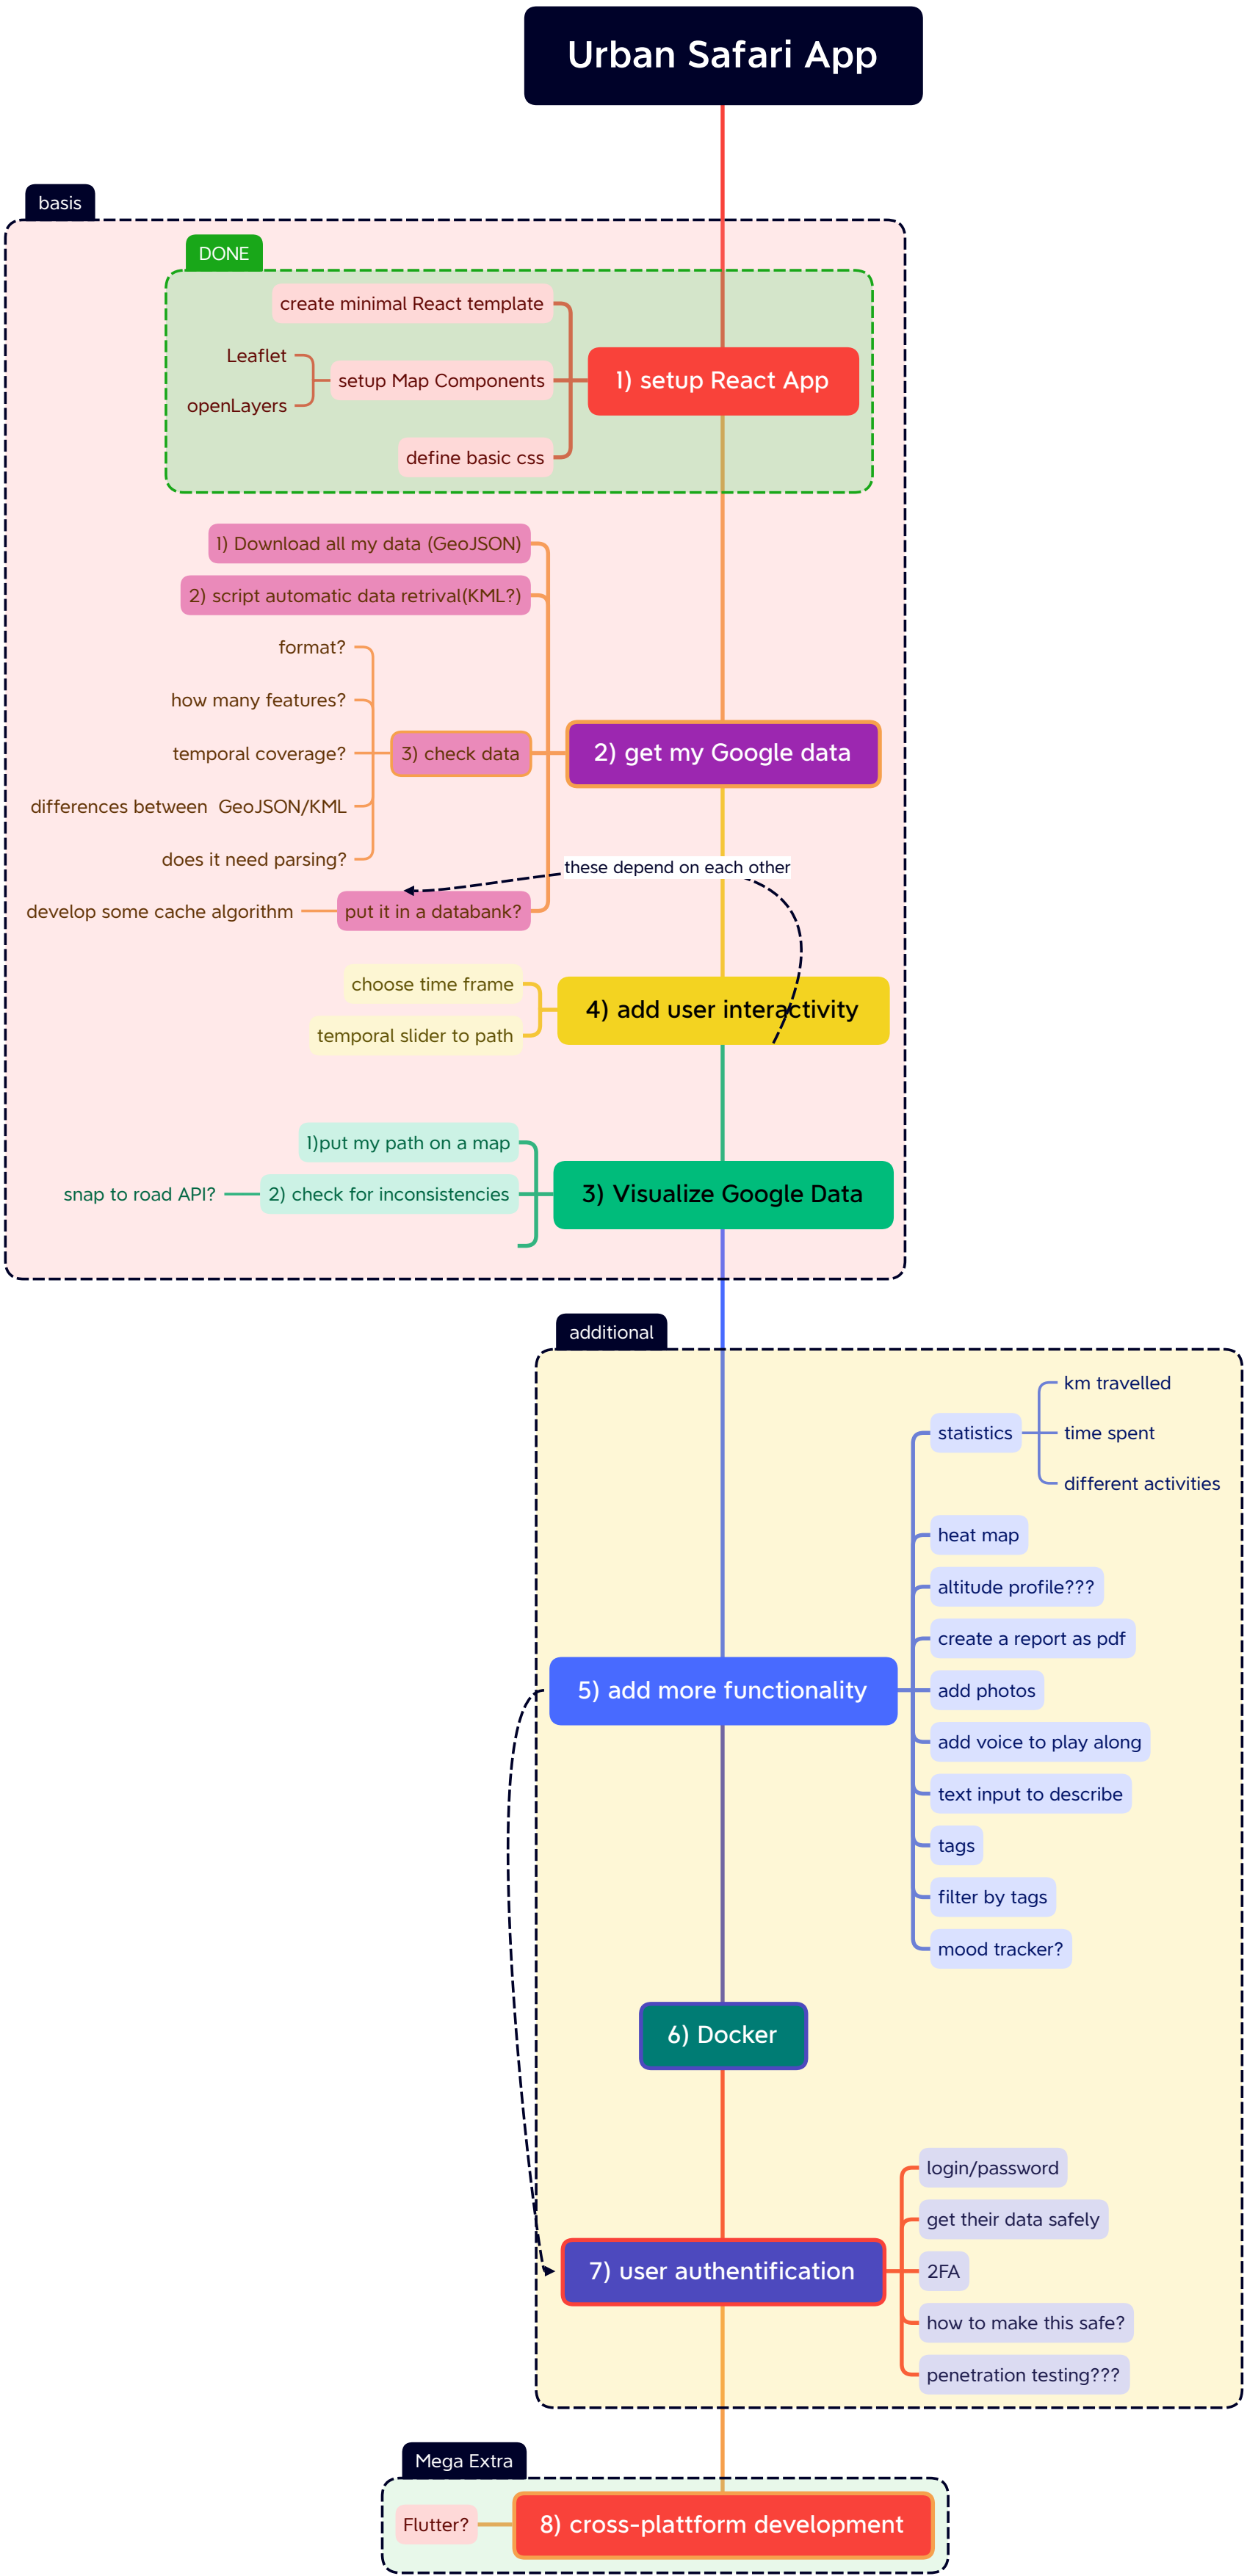 Urban Safari App
basis
DONE
create minimal React template
Leaflet
openLayers
setup Map Components
define basic css
1) setup React App
1) Download all my data (GeoJSON)
2) script automatic data retrival(KML?)
format?
how many features?
temporal coverage?
differences between  GeoJSON/KML
does it need parsing?
3) check data
2) get my Google data
these depend on each other
develop some cache algorithm
put it in a databank?
choose time frame
temporal slider to path
4) add user interactivity
1)put my path on a map
snap to road API?
2) check for inconsistencies
3) Visualize Google Data
additional
km travelled
statistics
time spent
different activities
heat map
altitude profile???
create a report as pdf
5) add more functionality
add photos
add voice to play along
text input to describe
tags
filter by tags
mood tracker?
6) Docker
login/password
get their data safely
7) user authentification
2FA
how to make this safe?
penetration testing???
Mega Extra
Flutter?
8) cross-plattform development